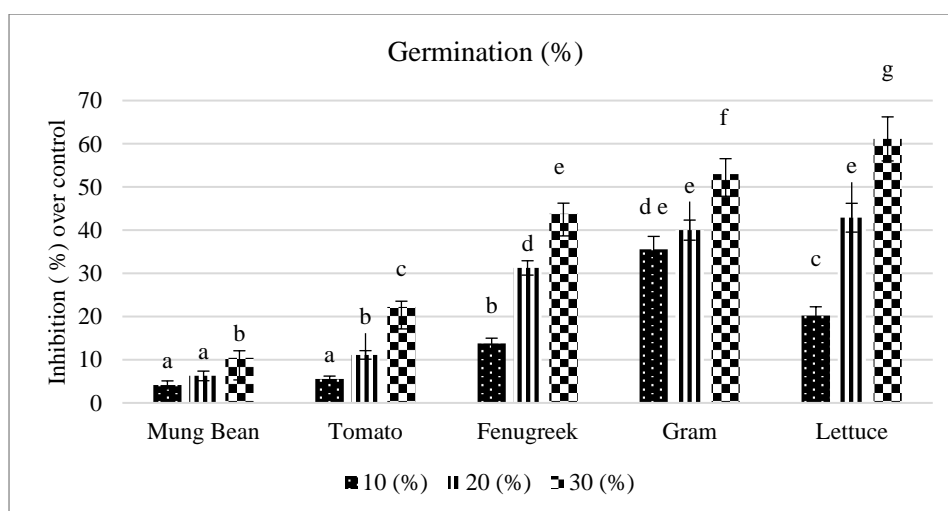 Germination (%)
Inhibition ( %) over control
70
60
50
40
30
20
10
0
a a b
a b c
b d e
d e e f
c e g
Mung Bean Tomato Fenugreek Gram Lettuce
10 (%) 20 (%) 30 (%)